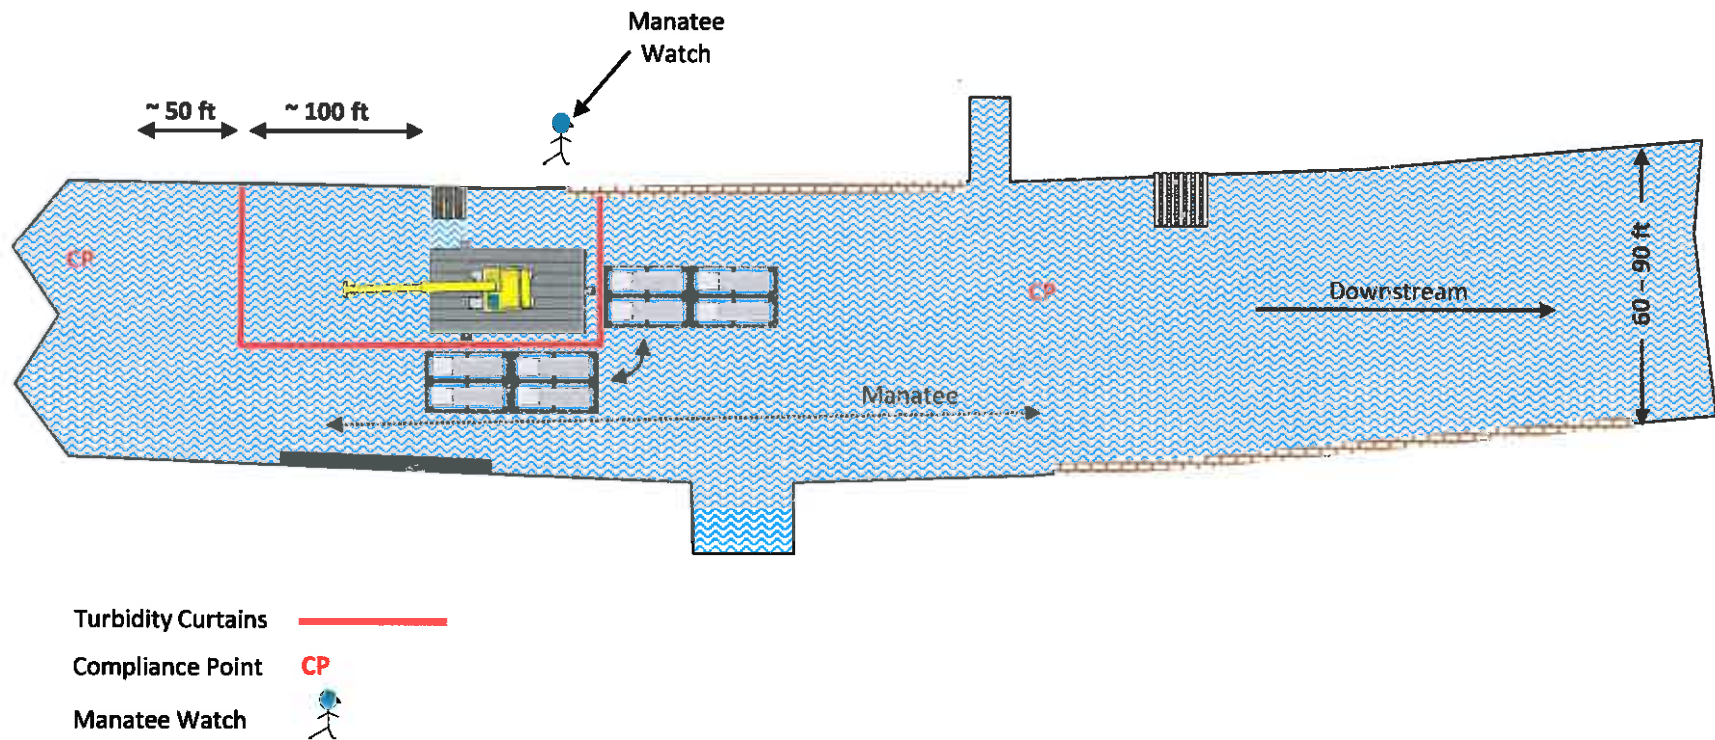 Manatee
Watch
~ 50 ft
~ 100 ft
CP
CP
Downstream
60 – 90 ft
Manatee
Turbidity Curtains
Compliance Point CP
Manatee Watch